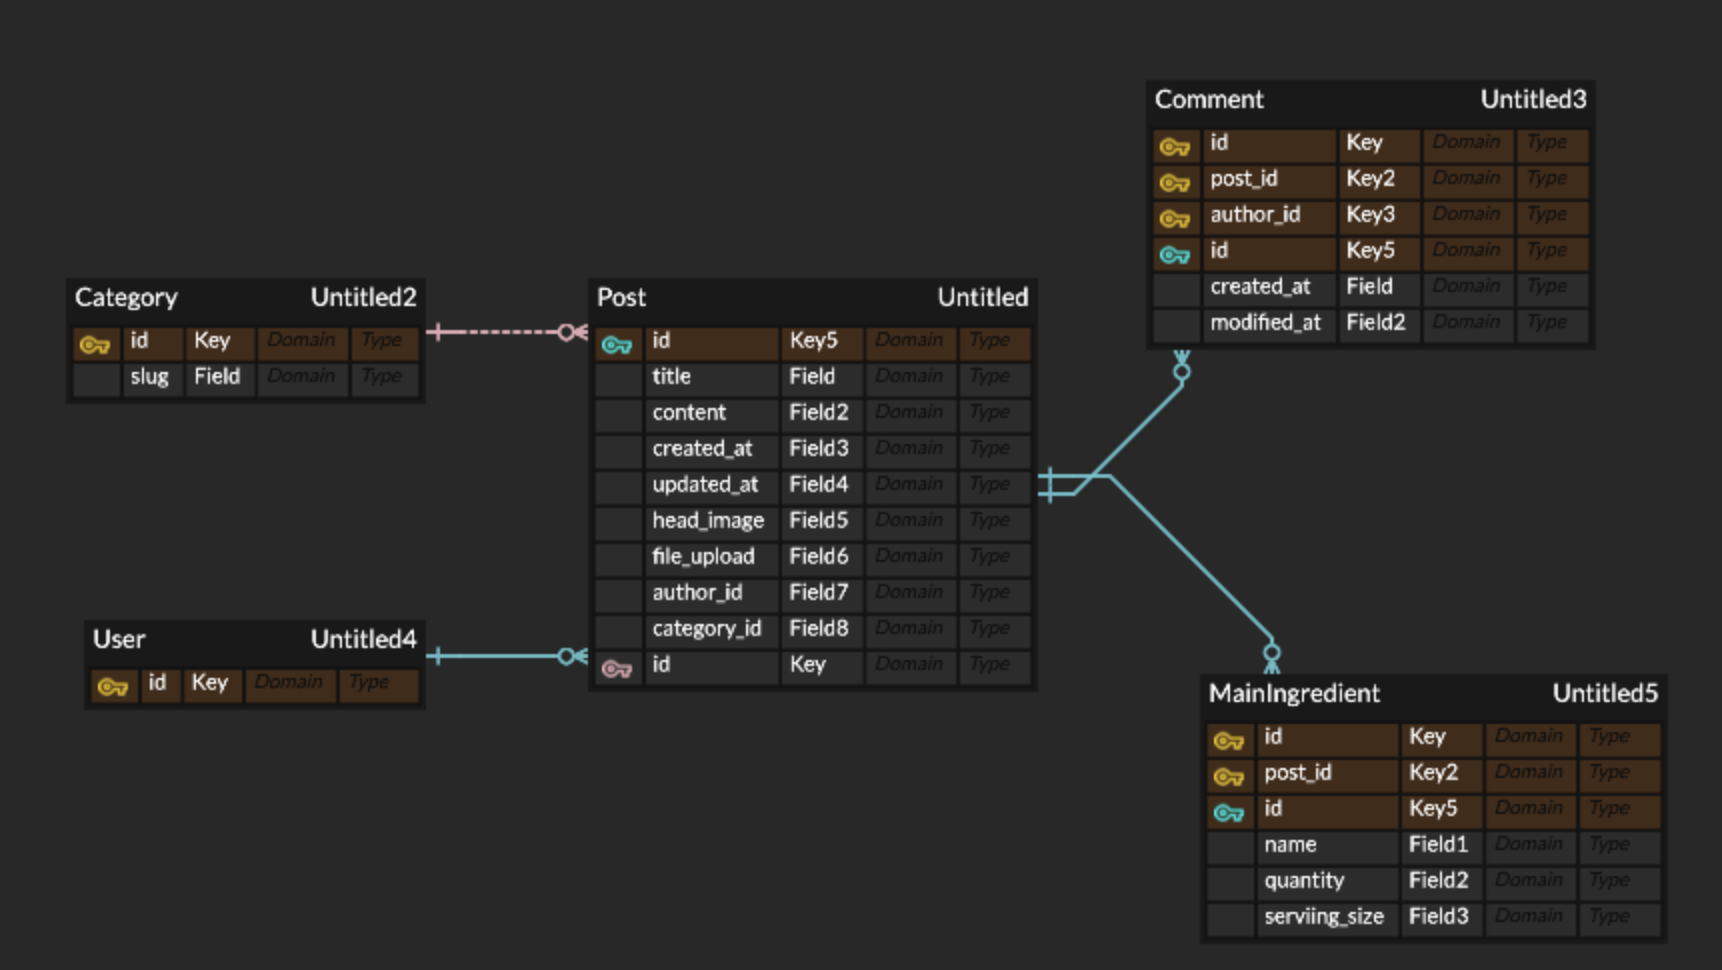 Comment Untitled3
id Key Domain Type
post_id Key2 Domain Type
author_id Key3 Domain Type
id Key5 Domain Type
created_at Field Domain Type
modified_at Field2 Domain Type
Category Untitled2
id Key Domain Type
slug Field Domain Type
Post Untitled
id Key5 Domain Type
title Field Domain Type
content Field2 Domain Type
created_at Field3 Domain Type
updated_at Field4 Domain Type
head_image Field5 Domain Type
file_upload Field6 Domain Type
author_id Field7 Domain Type
category_id Field8 Domain Type
id Key Domain Type
User Untitled4
id Key Domain Type
MainIngredient Untitled5
id Key Domain Type
post_id Key2 Domain Type
id Key5 Domain Type
name Field1 Domain Type
quantity Field2 Domain Type
serviing_size Field3 Domain Type